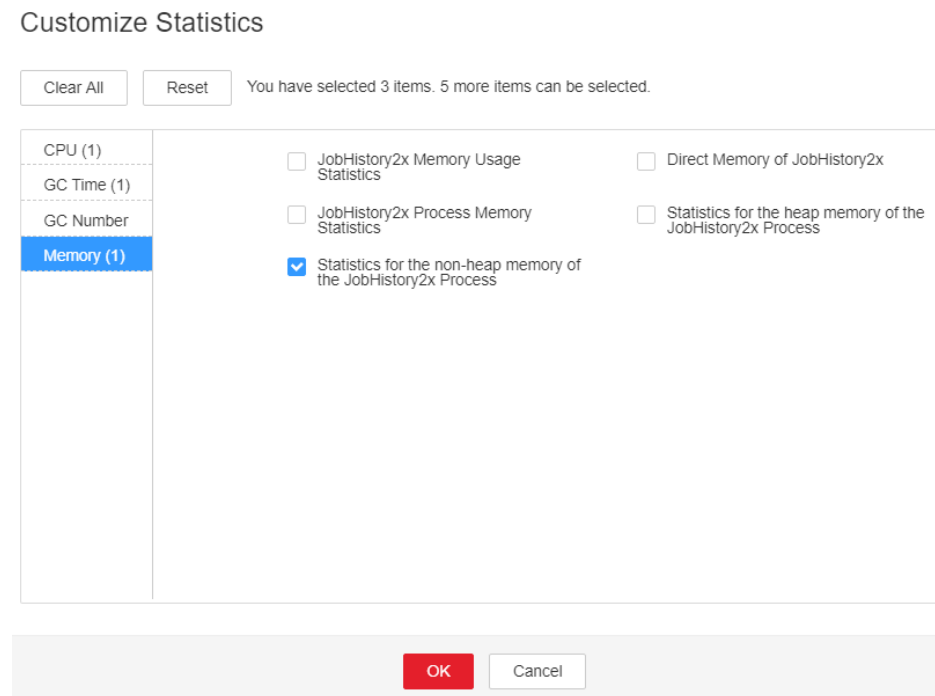 Customize Statistics
Clear All
Reset
You have selected 3 items. 5 more items can be selected.
CPU (1)
GC Time (1)
GC Number
Memory (1)
JobHistory2x Memory Usage
Statistics
Direct Memory of JobHistory2x
JobHistory2x Process Memory
Statistics
Statistics for the heap memory of the
JobHistory2x Process
Statistics for the non-heap memory of
the JobHistory2x Process
OK
Cancel